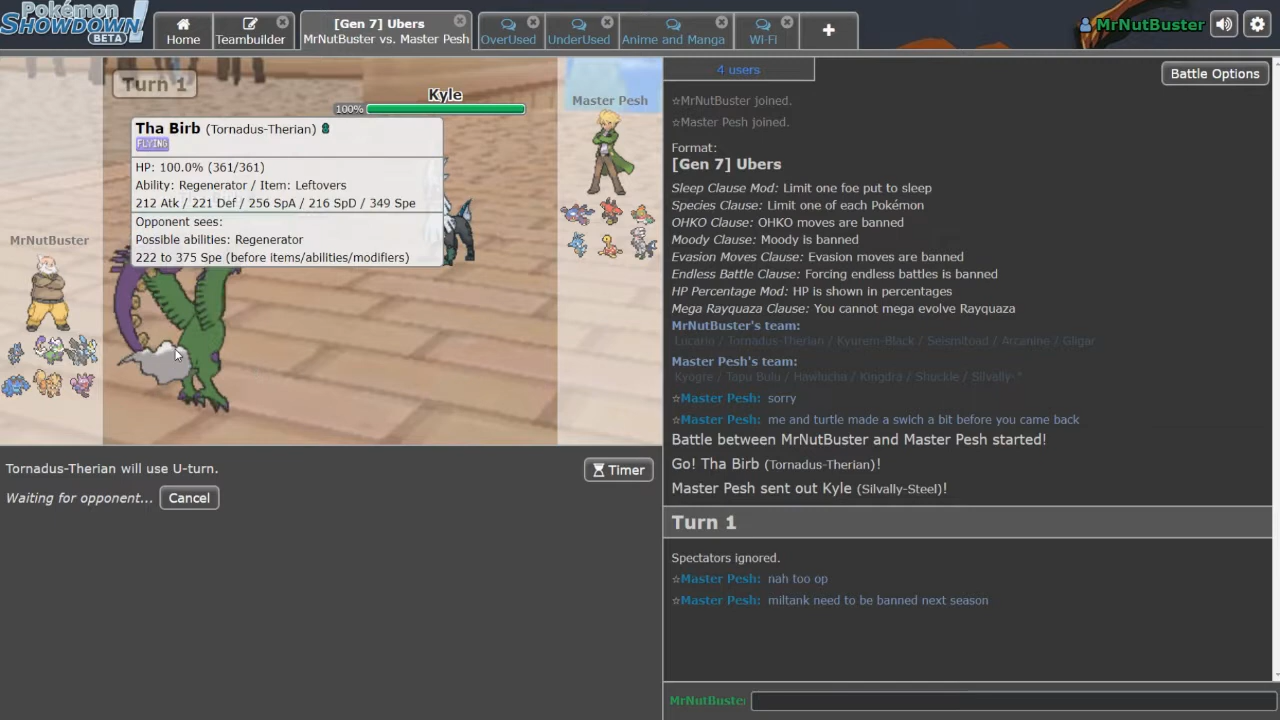 Pokémon
SHOWDOWN!
BETA
Home
Teambuilder
[Gen 7] Ubers
MrNutBuster vs. Master Pesh
OverUsed
UnderUsed
Anime and Manga
Wi-Fi
MrNutBuster
Turn 1
Kyle
100%
Master Pesh
Tha Birb (Tornadus-Therian)
FLYING
HP: 100.0% (361/361)
Ability: Regenerator / Item: Leftovers
212 Atk / 221 Def / 256 SpA / 216 SpD / 349 Spe
Opponent sees:
Possible abilities: Regenerator
222 to 375 Spe (before items/abilities/modifiers)
MrNutBuster
Tornadus-Therian will use U-turn.
Timer
Waiting for opponent...
Cancel
4 users
Battle Options
☆MrNutBuster joined.
☆Master Pesh joined.
Format:
[Gen 7] Ubers
Sleep Clause Mod: Limit one foe put to sleep
Species Clause: Limit one of each Pokémon
OHKO Clause: OHKO moves are banned
Moody Clause: Moody is banned
Evasion Moves Clause: Evasion moves are banned
Endless Battle Clause: Forcing endless battles is banned
HP Percentage Mod: HP is shown in percentages
Mega Rayquaza Clause: You cannot mega evolve Rayquaza
MrNutBuster's team:
Lucario / Tornadus-Therian / Kyurem-Black / Seismitoad / Arcanine / Gligar
Master Pesh's team:
Kyogre / Tapu Bulu / Hawlucha / Kingdra / Shuckle / Silvally-*
☆Master Pesh: sorry
☆Master Pesh: me and turtle made a swich a bit before you came back
Battle between MrNutBuster and Master Pesh started!
Go! Tha Birb (Tornadus-Therian)!
Master Pesh sent out Kyle (Silvally-Steel)!
Turn 1
Spectators ignored.
☆Master Pesh: nah too op
☆Master Pesh: miltank need to be banned next season
MrNutBuster: